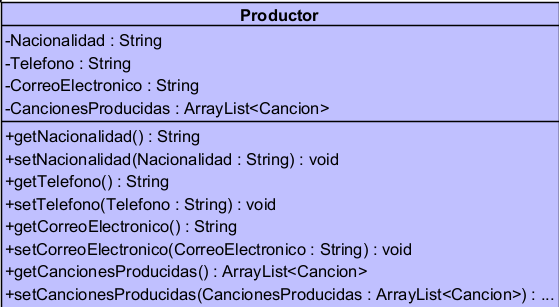 Productor
-Nacionalidad : String
-Telefono : String
-CorreoElectronico : String
-CancionesProducidas : ArrayList<Cancion>
+getNacionalidad() : String
+setNacionalidad(Nacionalidad : String) : void
+getTelefono() : String
+setTelefono(Telefono : String) : void
+getCorreoElectronico() : String
+setCorreoElectronico(CorreoElectronico : String) : void
+getCancionesProducidas() : ArrayList<Cancion>
+setCancionesProducidas(CancionesProducidas : ArrayList<Cancion>) : ...